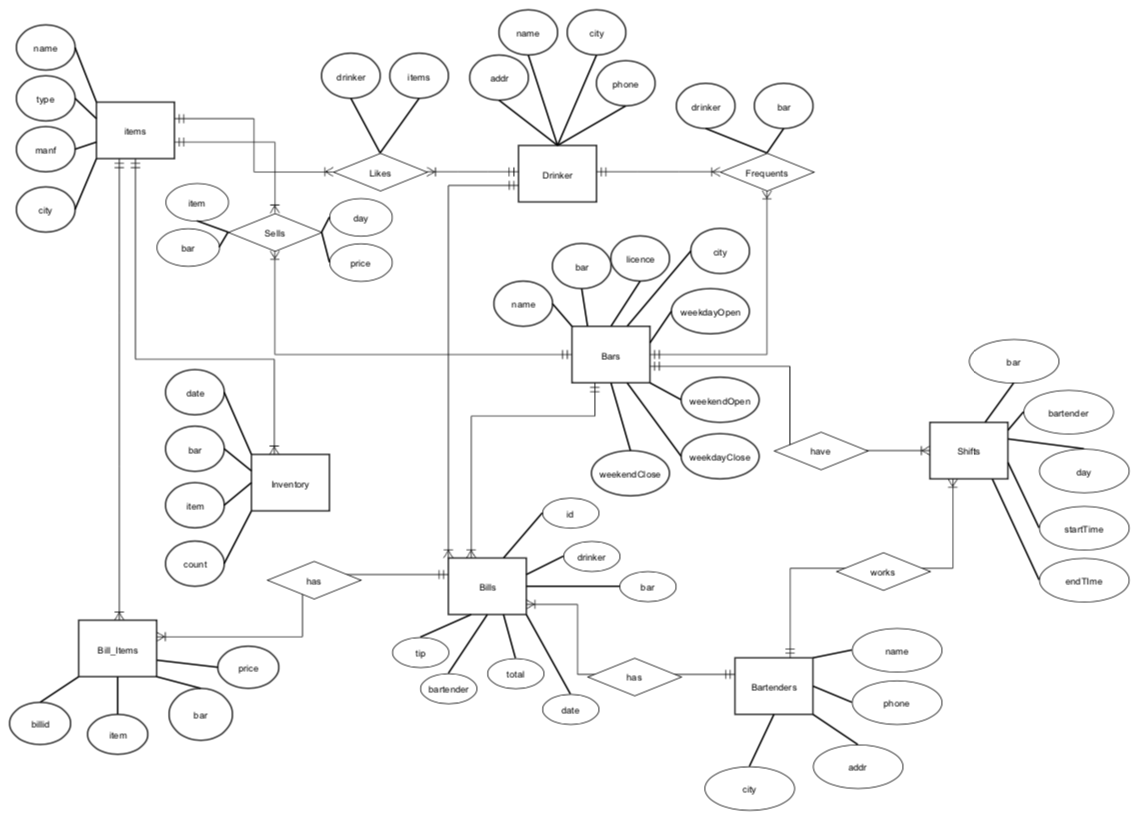 name
city
name
drinker
items
type
addr
phone
drinker
bar
items
manf
Likes
Drinker
Frequents
item
city
day
Sells
bar
price
bar
licence
city
name
weekdayOpen
Bars
bar
date
weekendOpen
bartender
bar
have
Shifts
weekdayClose
day
weekendClose
Inventory
item
id
startTime
drinker
count
has
Bills
bar
works
endTIme
Bill_Items
tip
name
price
total
has
Bartenders
bartender
phone
billid
bar
date
item
addr
city